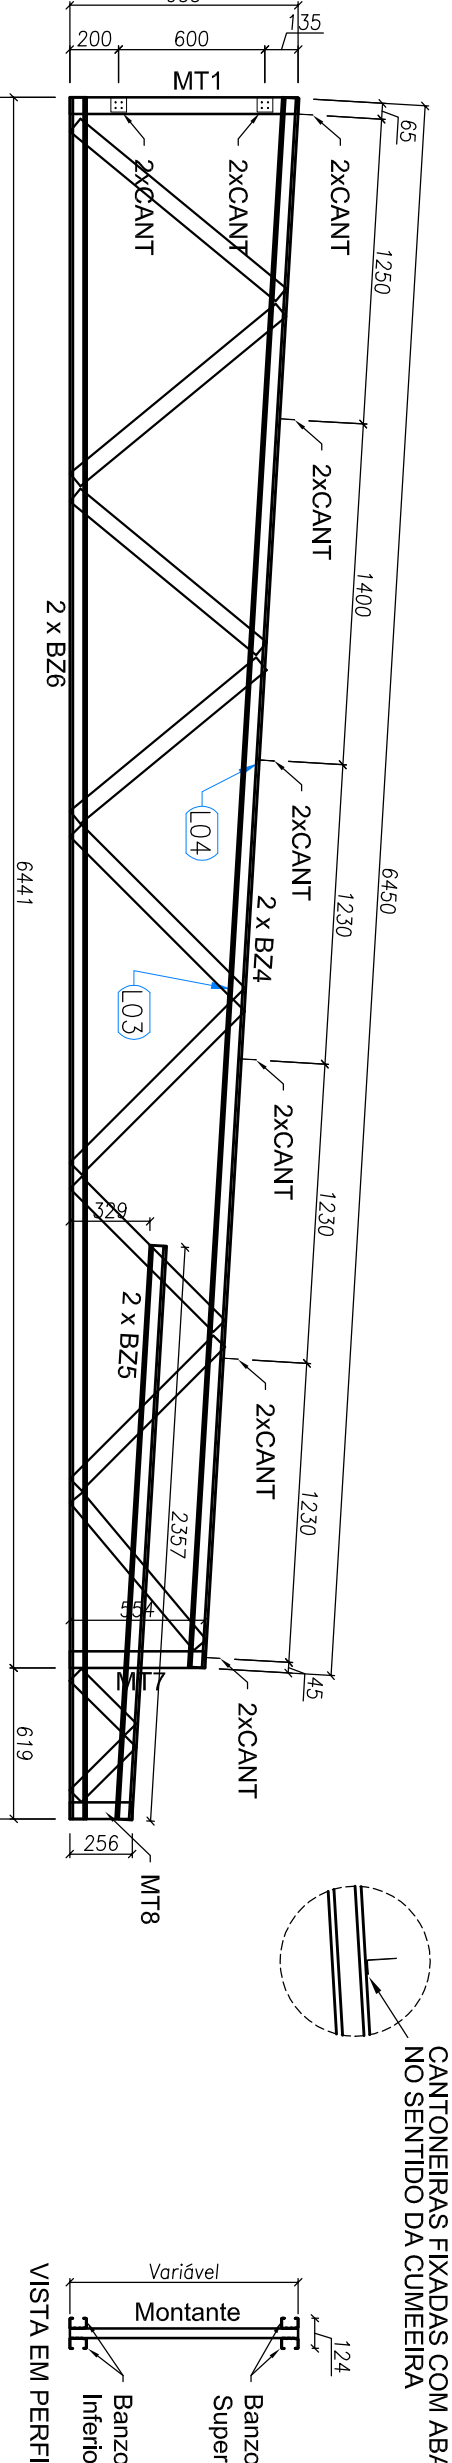 135
200
600
MT1
65
2xCANT
2xCANT
2xCANT
1250
2xCANT
1400
2 x BZ6
2xCANT
L04
6441
6450
1230
2 x BZ4
L03
2xCANT
1230
329
2 x BZ5
2xCANT
1230
2357
554
MT7
45
2xCANT
619
256
MT8
CANTONEIRAS FIXADAS COM ABA
NO SENTIDO DA CUMEEIRA
Variável
Montante
124
Banzo
Super
Banzo
Inferio
VISTA EM PERFI